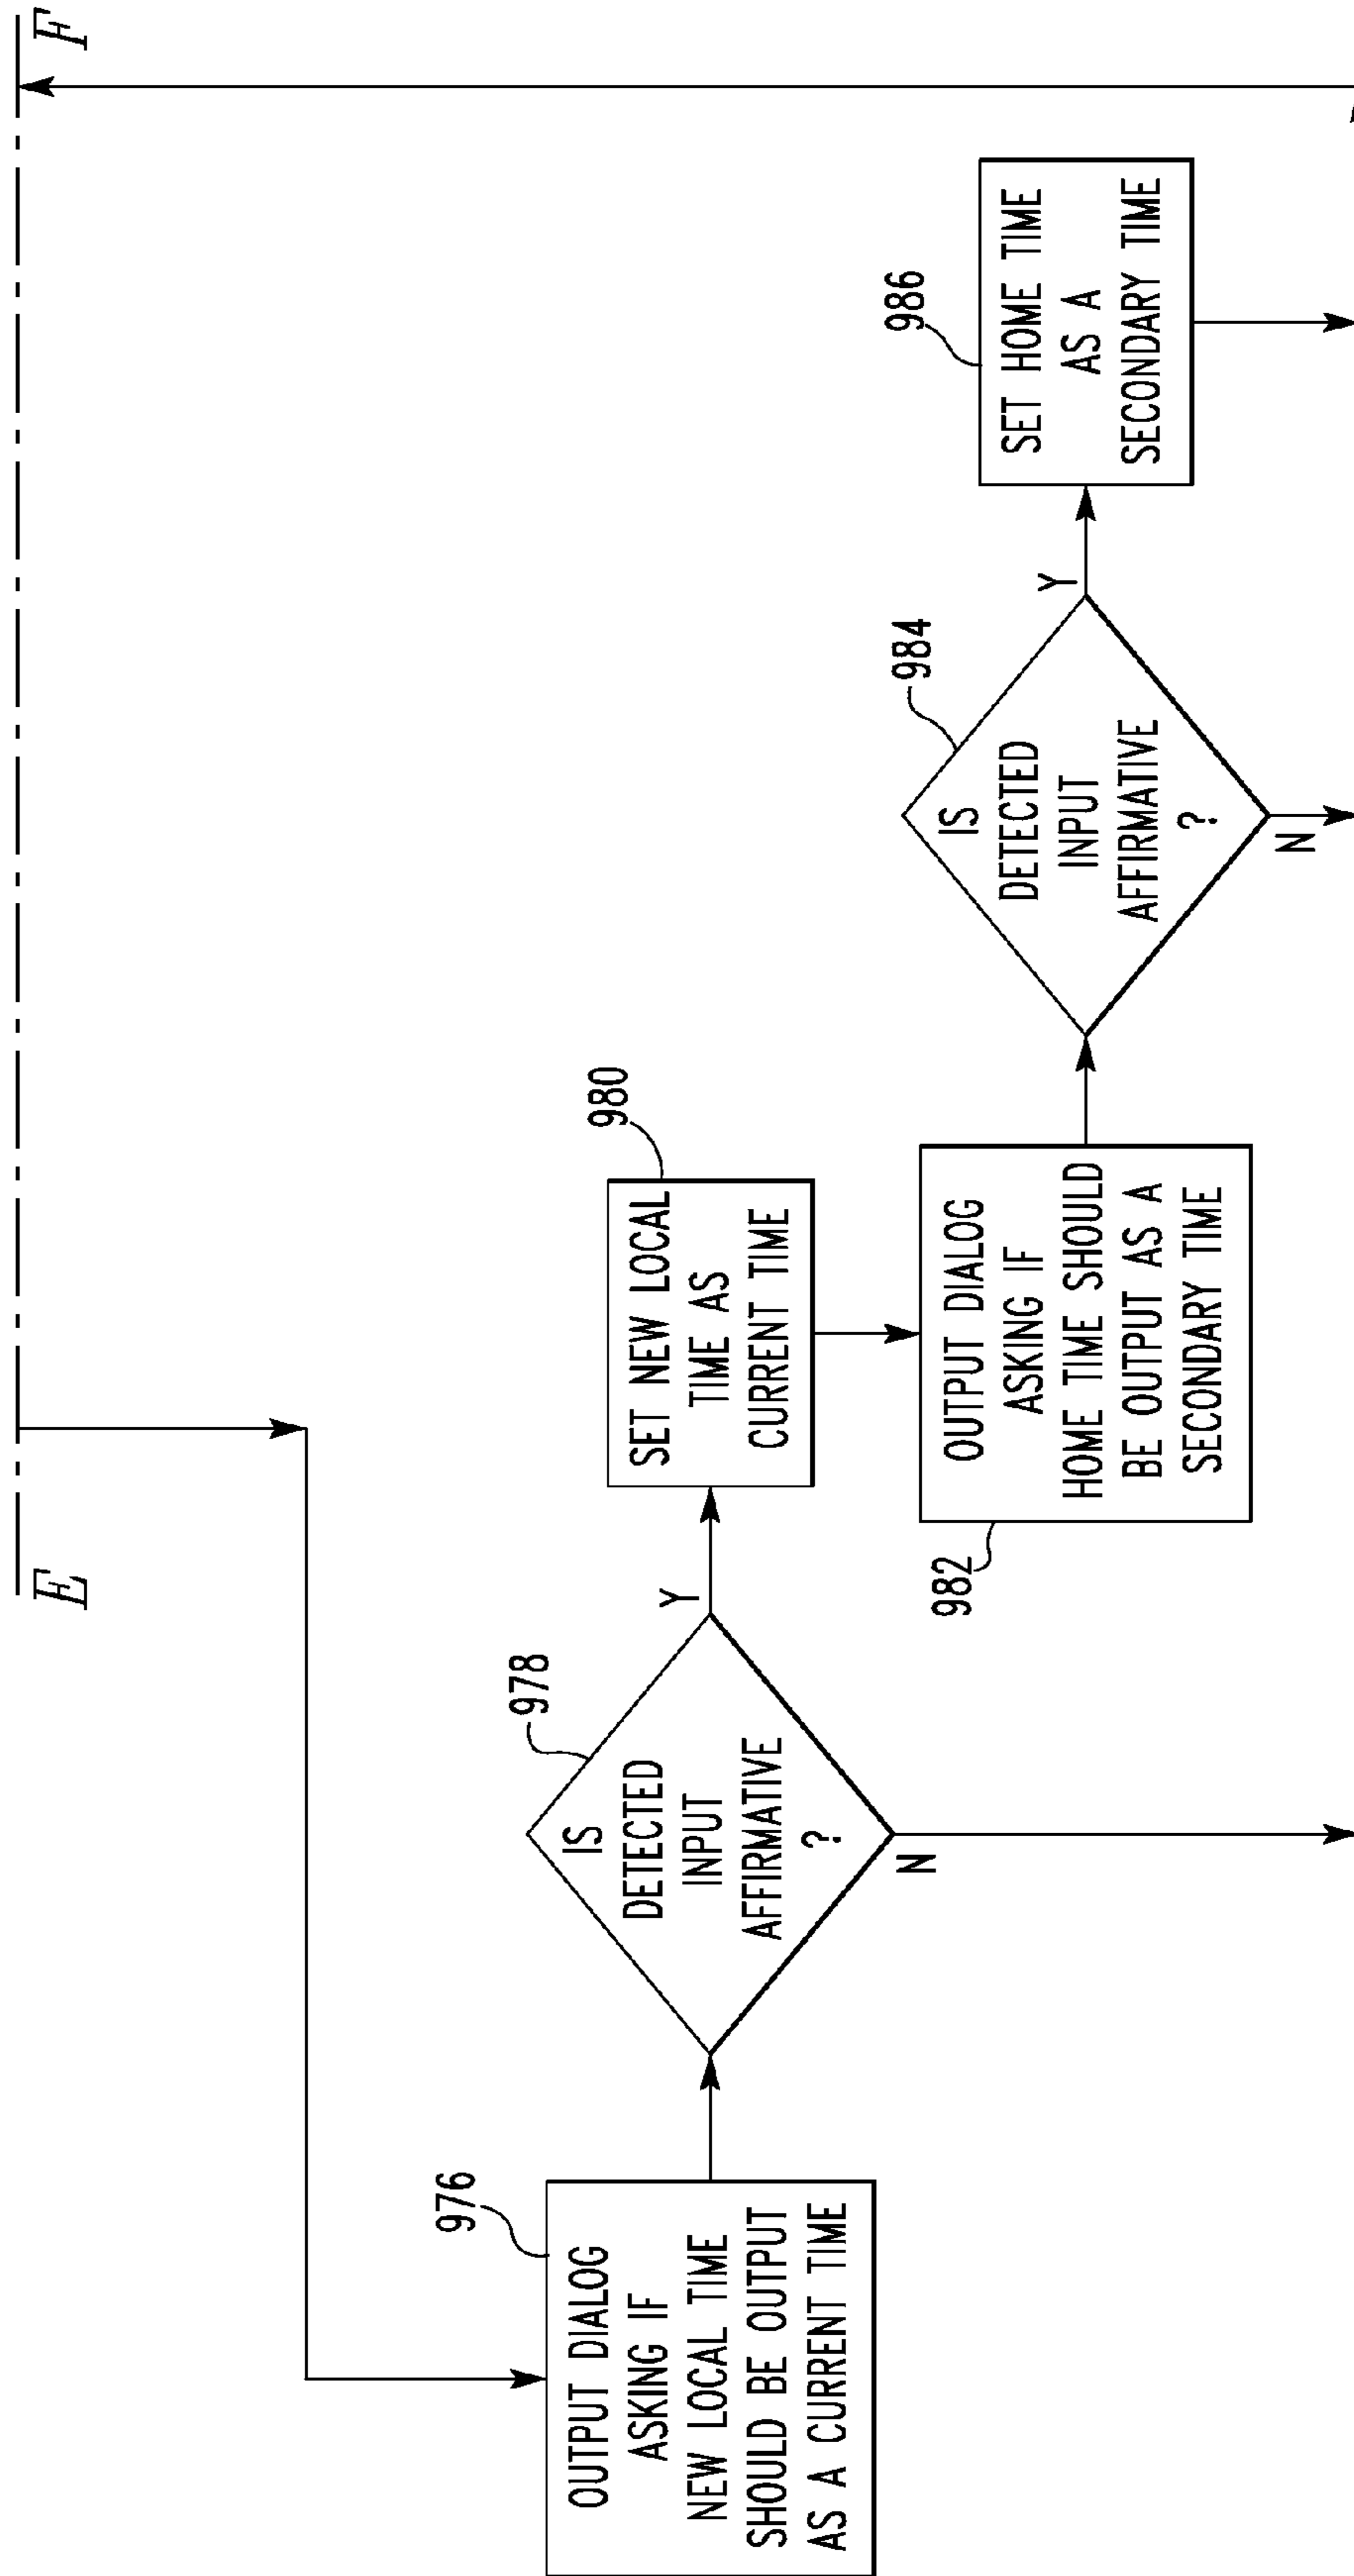 E
F
976
OUTPUT DIALOG
ASKING IF
NEW LOCAL TIME
SHOULD BE OUTPUT
AS A CURRENT TIME
978
IS
DETECTED
INPUT
AFFIRMATIVE
?
Y
N
980
SET NEW LOCAL
TIME AS
CURRENT TIME
982
OUTPUT DIALOG
ASKING IF
HOME TIME SHOULD
BE OUTPUT AS A
SECONDARY TIME
984
IS
DETECTED
INPUT
AFFIRMATIVE
?
Y
N
986
SET HOME TIME
AS A
SECONDARY TIME